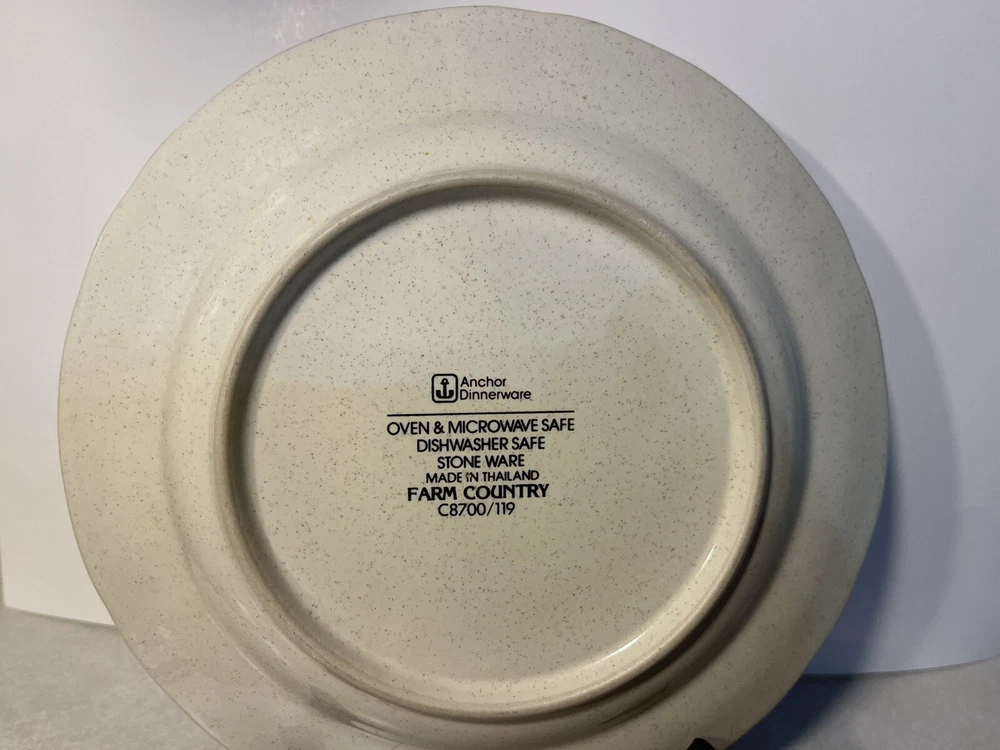 Anchor
Dinnerware
OVEN & MICROWAVE SAFE
DISHWASHER SAFE
STONE WARE
MADE IN THAILAND
FARM COUNTRY
C8700/119